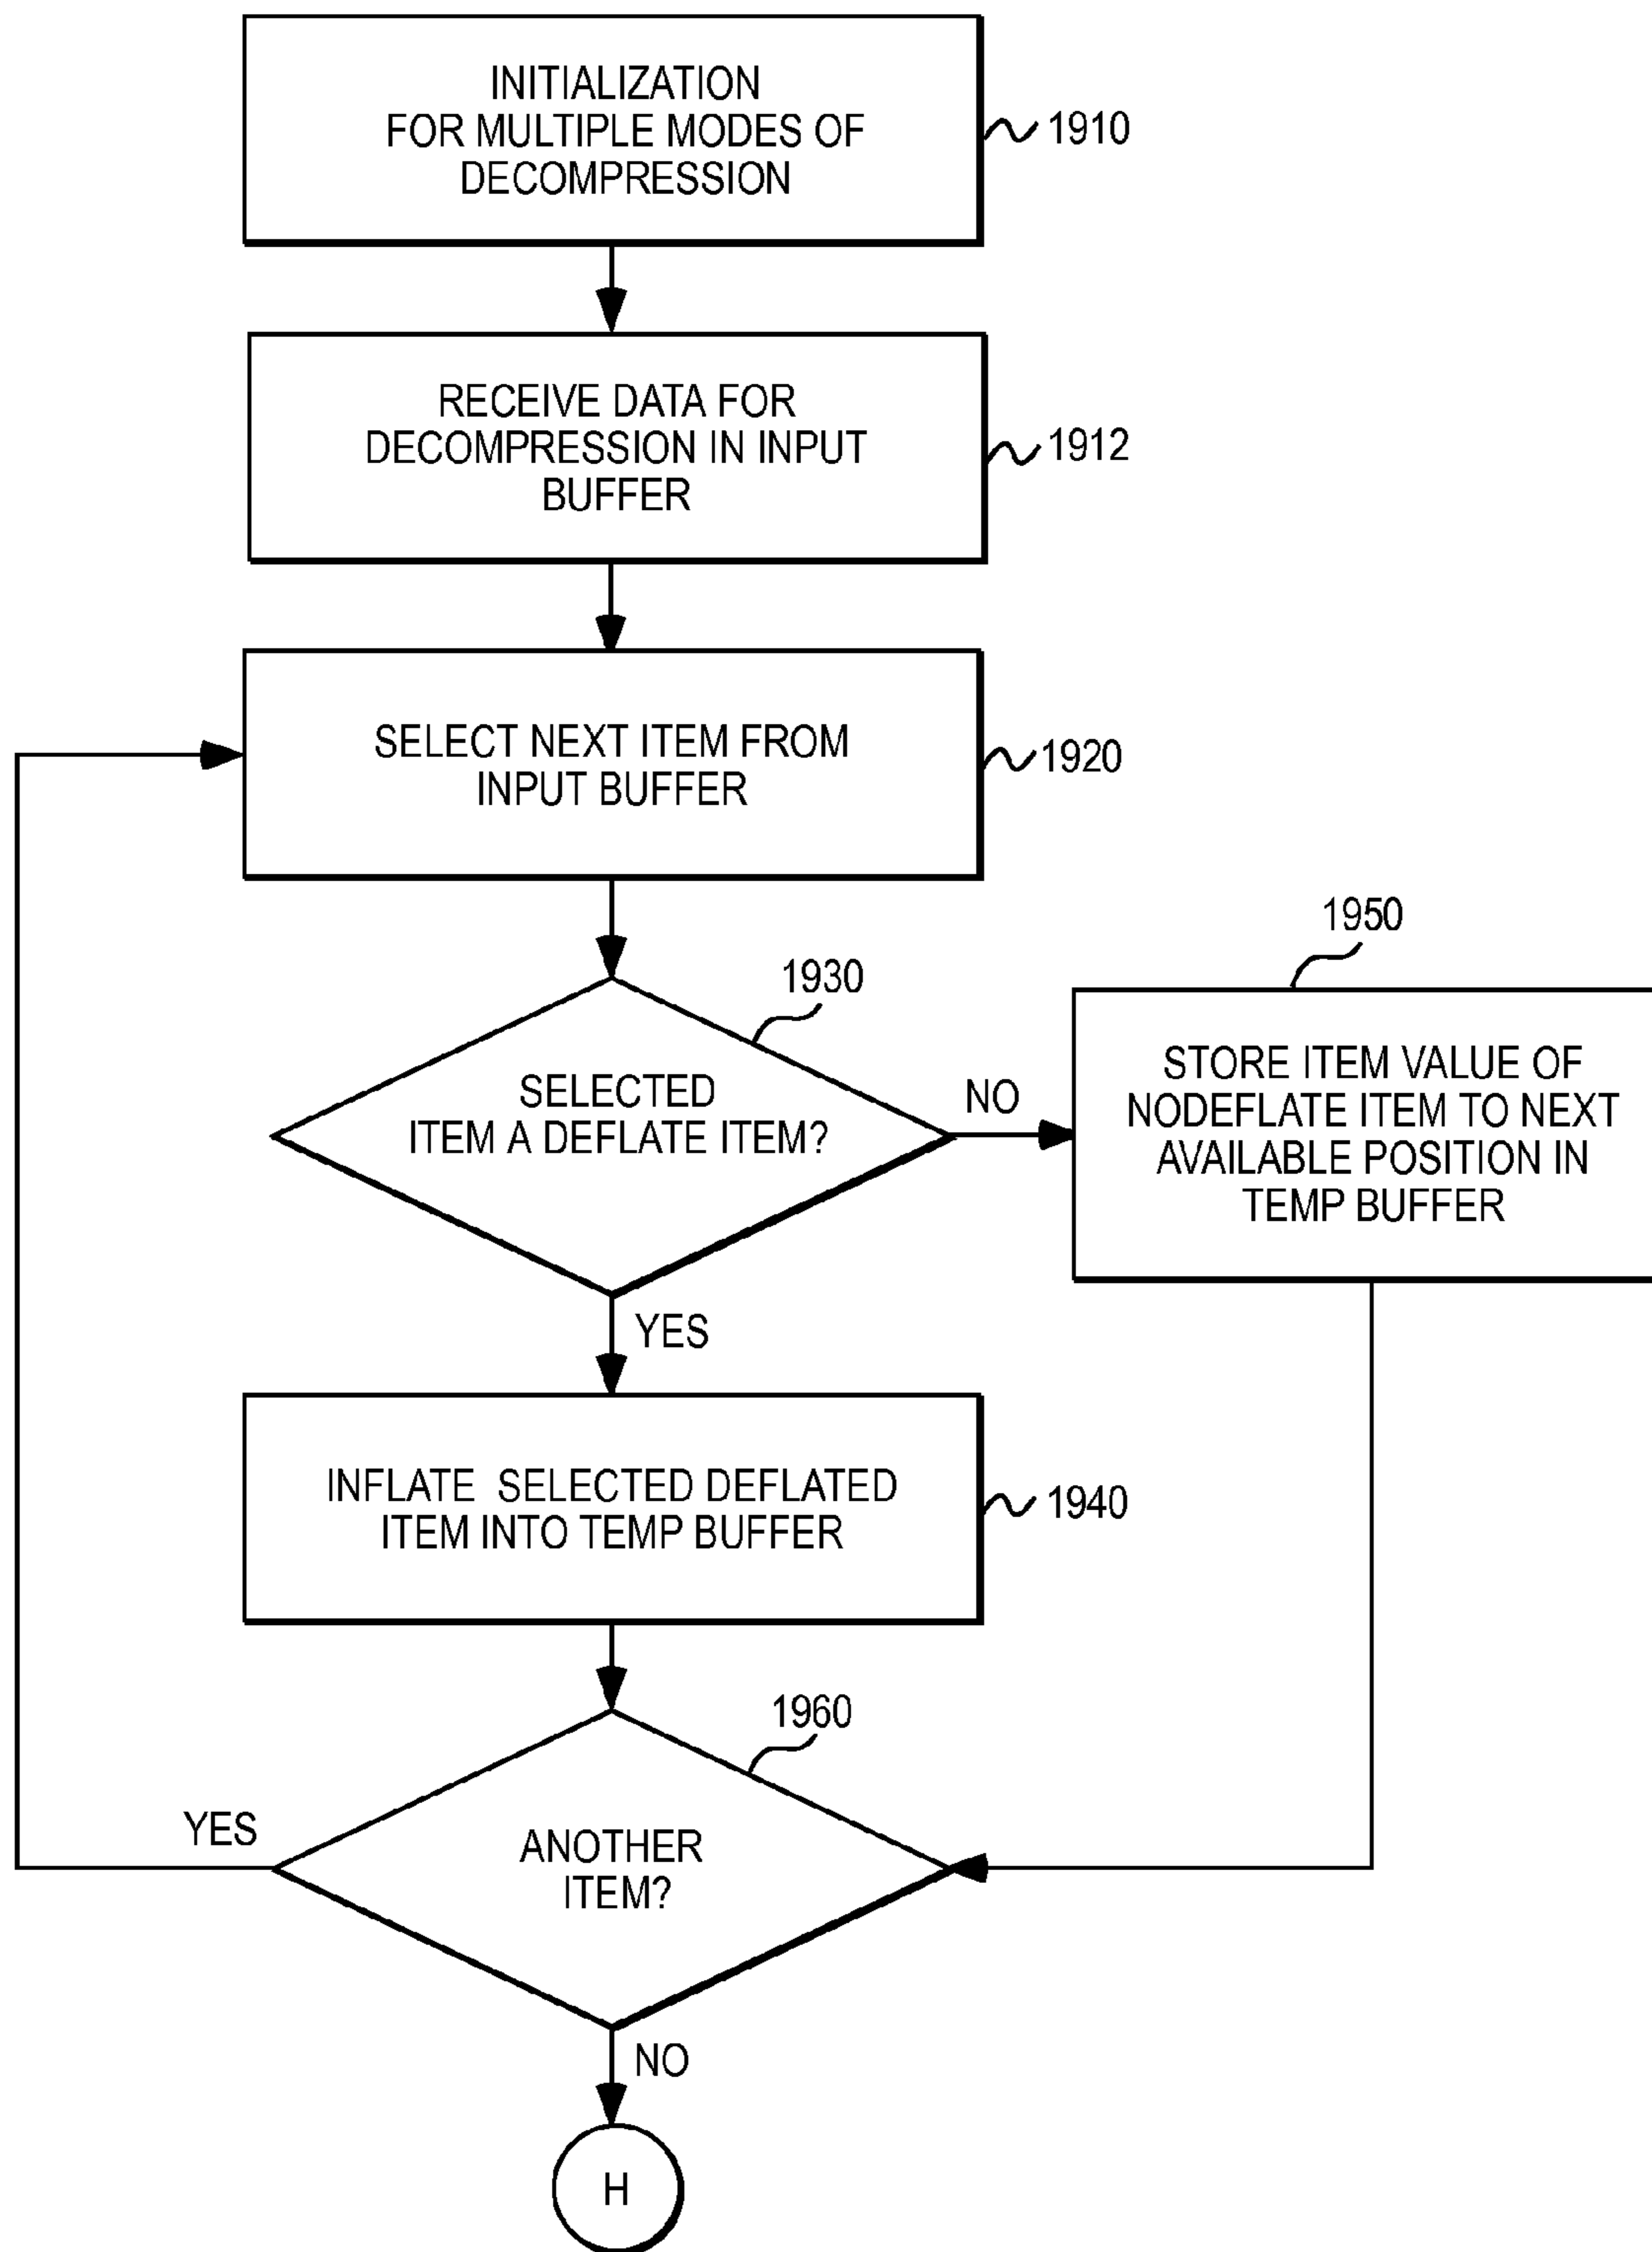 INITIALIZATION
FOR MULTIPLE MODES OF
DECOMPRESSION
1910
RECEIVE DATA FOR
DECOMPRESSION IN INPUT
BUFFER
1912
SELECT NEXT ITEM FROM
INPUT BUFFER
1920
1930
SELECTED
ITEM A DEFLATE ITEM?
NO
1950
STORE ITEM VALUE OF
NODEFLATE ITEM TO NEXT
AVAILABLE POSITION IN
TEMP BUFFER
YES
INFLATE SELECTED DEFLATED
ITEM INTO TEMP BUFFER
1940
1960
ANOTHER
ITEM?
YES
NO
H